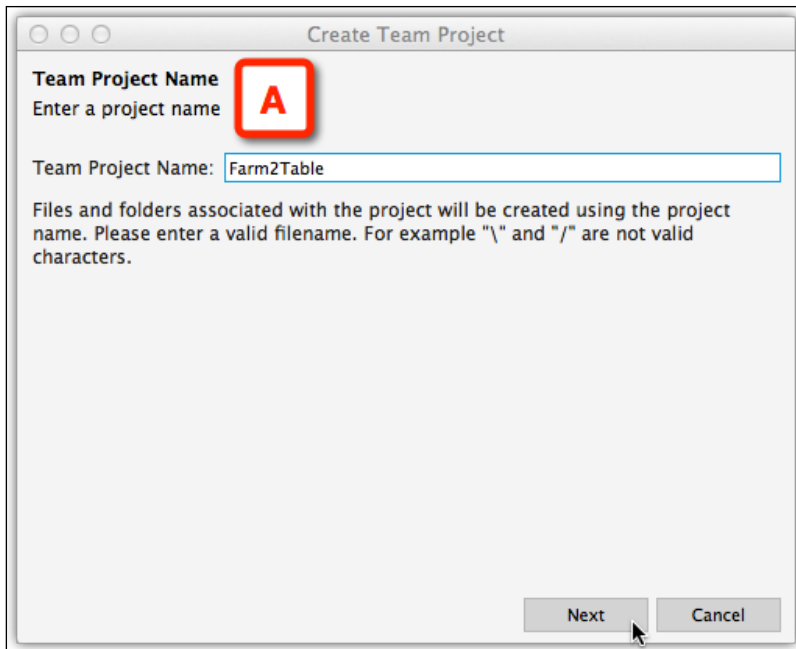 Create Team Project
Team Project Name
Enter a project name
A
Team Project Name: Farm2Table
Files and folders associated with the project will be created using the project
name. Please enter a valid filename. For example "\" and "/" are not valid
characters.
Next Cancel